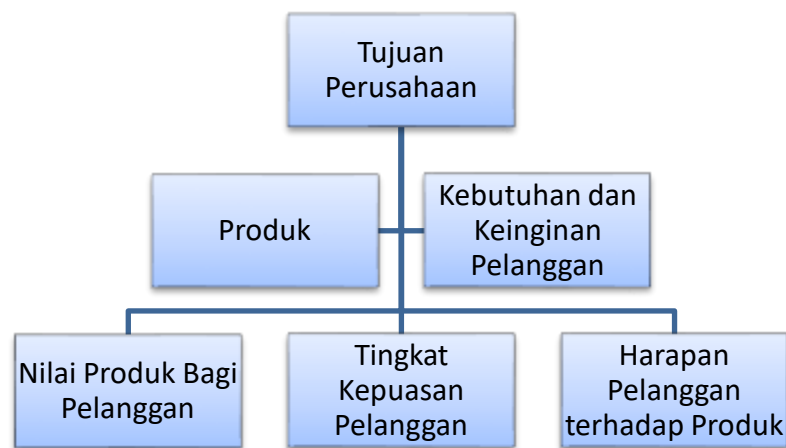 Tujuan
Perusahaan
Produk
Kebutuhan dan
Keinginan
Pelanggan
Nilai Produk Bagi
Pelanggan
Tingkat
Kepuasan
Pelanggan
Harapan
Pelanggan
terhadap Produk